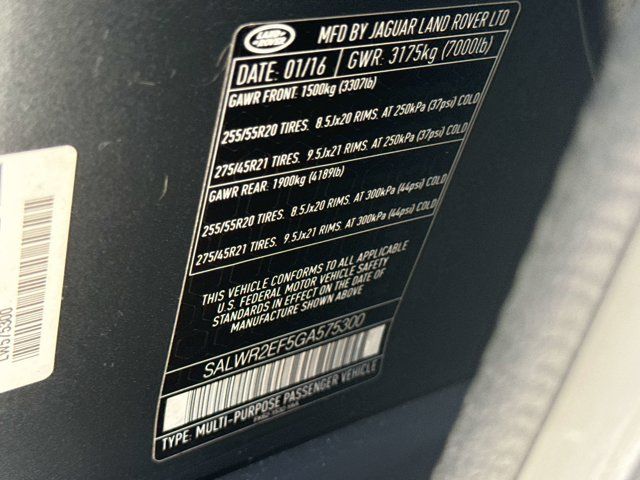 LAND ROVER
MFD BY JAGUAR LAND ROVER LTD
DATE: 01/16 GWR: 3175kg (7000lb)
GAWR FRONT: 1500kg (3307lb)
255/55R20 TIRES. 8.5Jx20 RIMS. AT 250kPa (37psi) COLD
275/45R21 TIRES. 9.5Jx21 RIMS. AT 250kPa (37psi) COLD
GAWR REAR: 1900kg (4189lb)
255/55R20 TIRES. 8.5Jx20 RIMS. AT 300kPa (44psi) COLD
275/45R21 TIRES. 9.5Jx21 RIMS. AT 300kPa (44psi) COLD
THIS VEHICLE CONFORMS TO ALL APPLICABLE
U.S. FEDERAL MOTOR VEHICLE SAFETY
STANDARDS IN EFFECT ON THE DATE OF
MANUFACTURE SHOWN ABOVE
SALWR2EF5GA575300
TYPE: MULTI-PURPOSE PASSENGER VEHICLE
LW575300